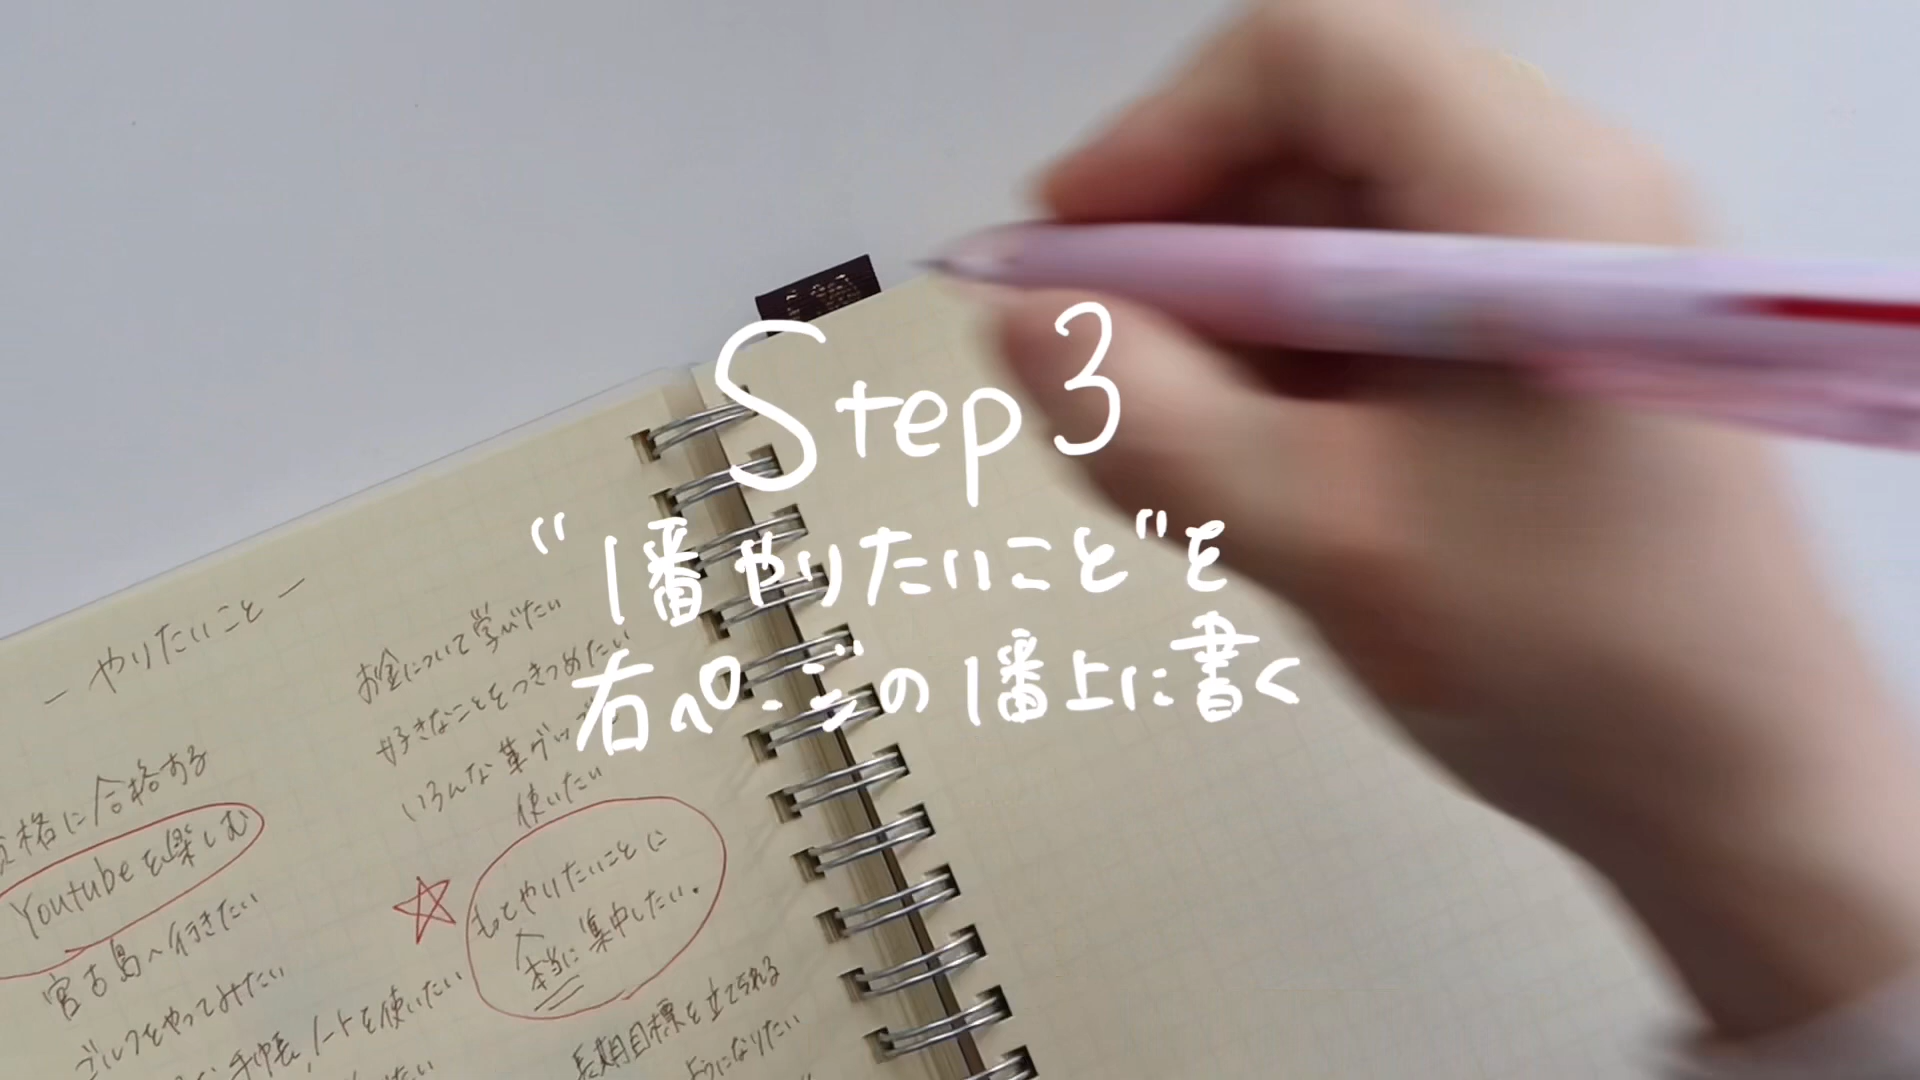 Step3
“1番やりたいこと”を
右ページの1番上に書く
- やりたいこと -
資格に合格する
Youtubeを楽しむ
宮古島へ行きたい
ゴルフをやってみたい
手帳、ノートを使いたい
お金について学びたい
好きなことをつきつめたい
いろんな革グッズを
使いたい
もっとやりたいことに
本当に集中したい。
長期目標を立てられる
ようになりたい